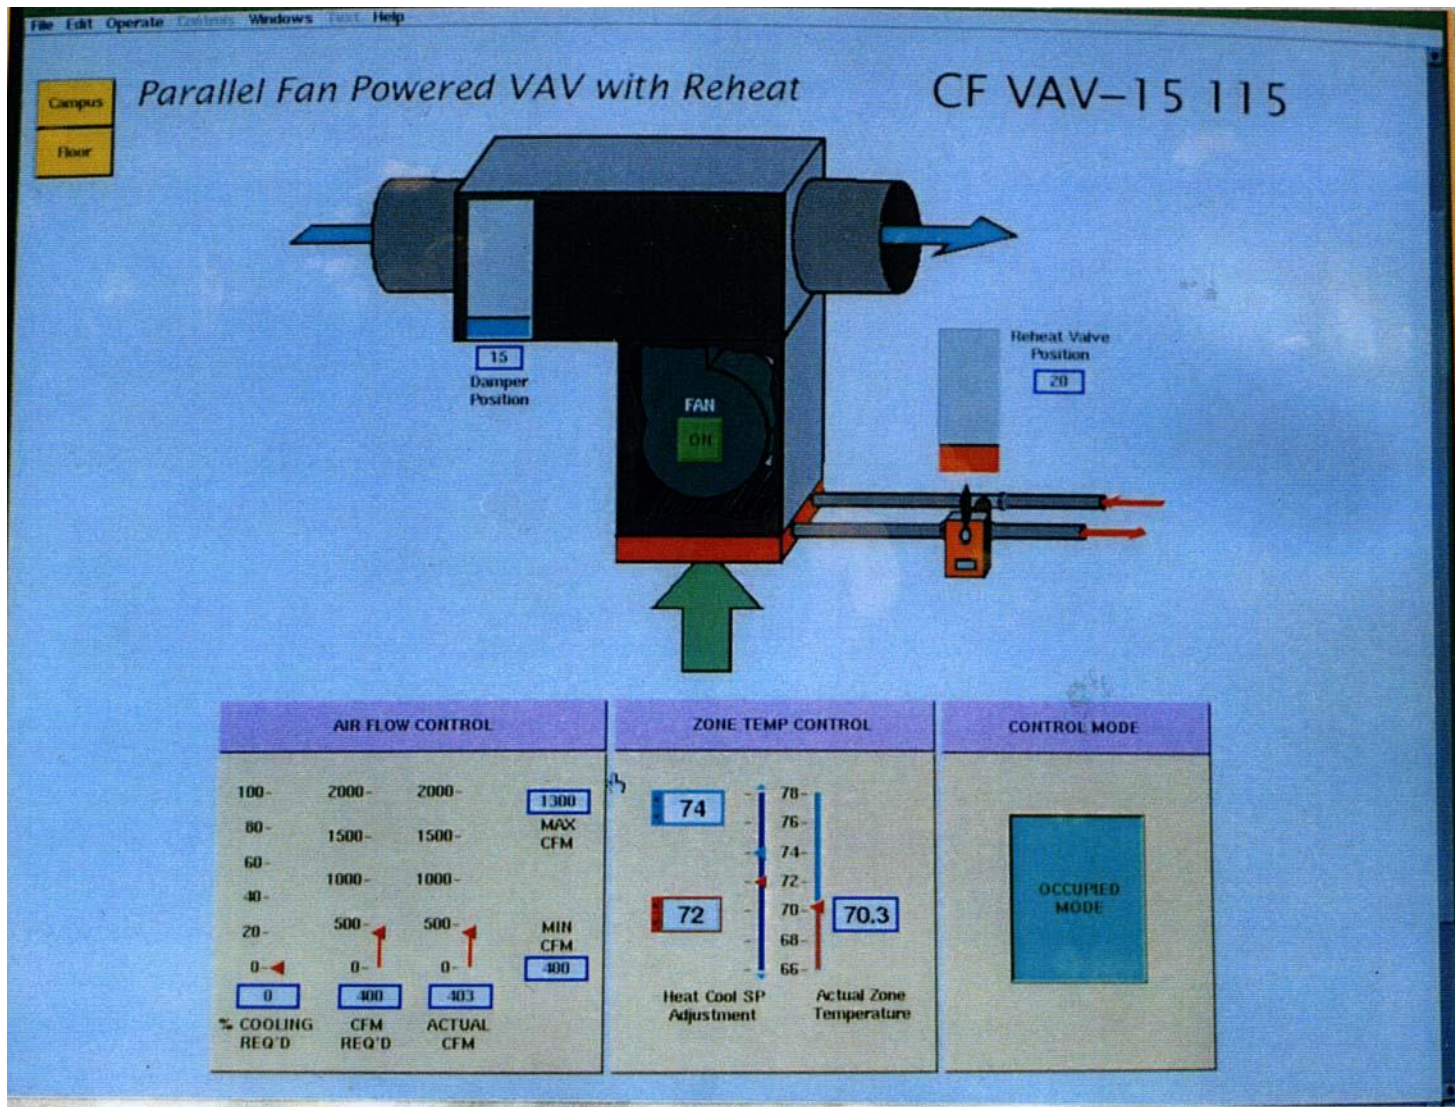 File Edit Operate Controls Windows Text Help
Campus
Floor
Parallel Fan Powered VAV with Reheat
CF VAV-15 115
15
Damper
Position
FAN
ON
Reheat Valve
Position
20
AIR FLOW CONTROL
100-
80-
60-
40-
20-
0-
0
% COOLING
REQ'D
2000-
1500-
1000-
500-
0-
400
CFM
REQ'D
2000-
1500-
1000-
500-
0-
403
ACTUAL
CFM
1300
MAX
CFM
MIN
CFM
400
ZONE TEMP CONTROL
74
72
Heat Cool SP
Adjustment
78-
76-
74-
72-
70-
68-
66-
70.3
Actual Zone
Temperature
CONTROL MODE
OCCUPIED
MODE